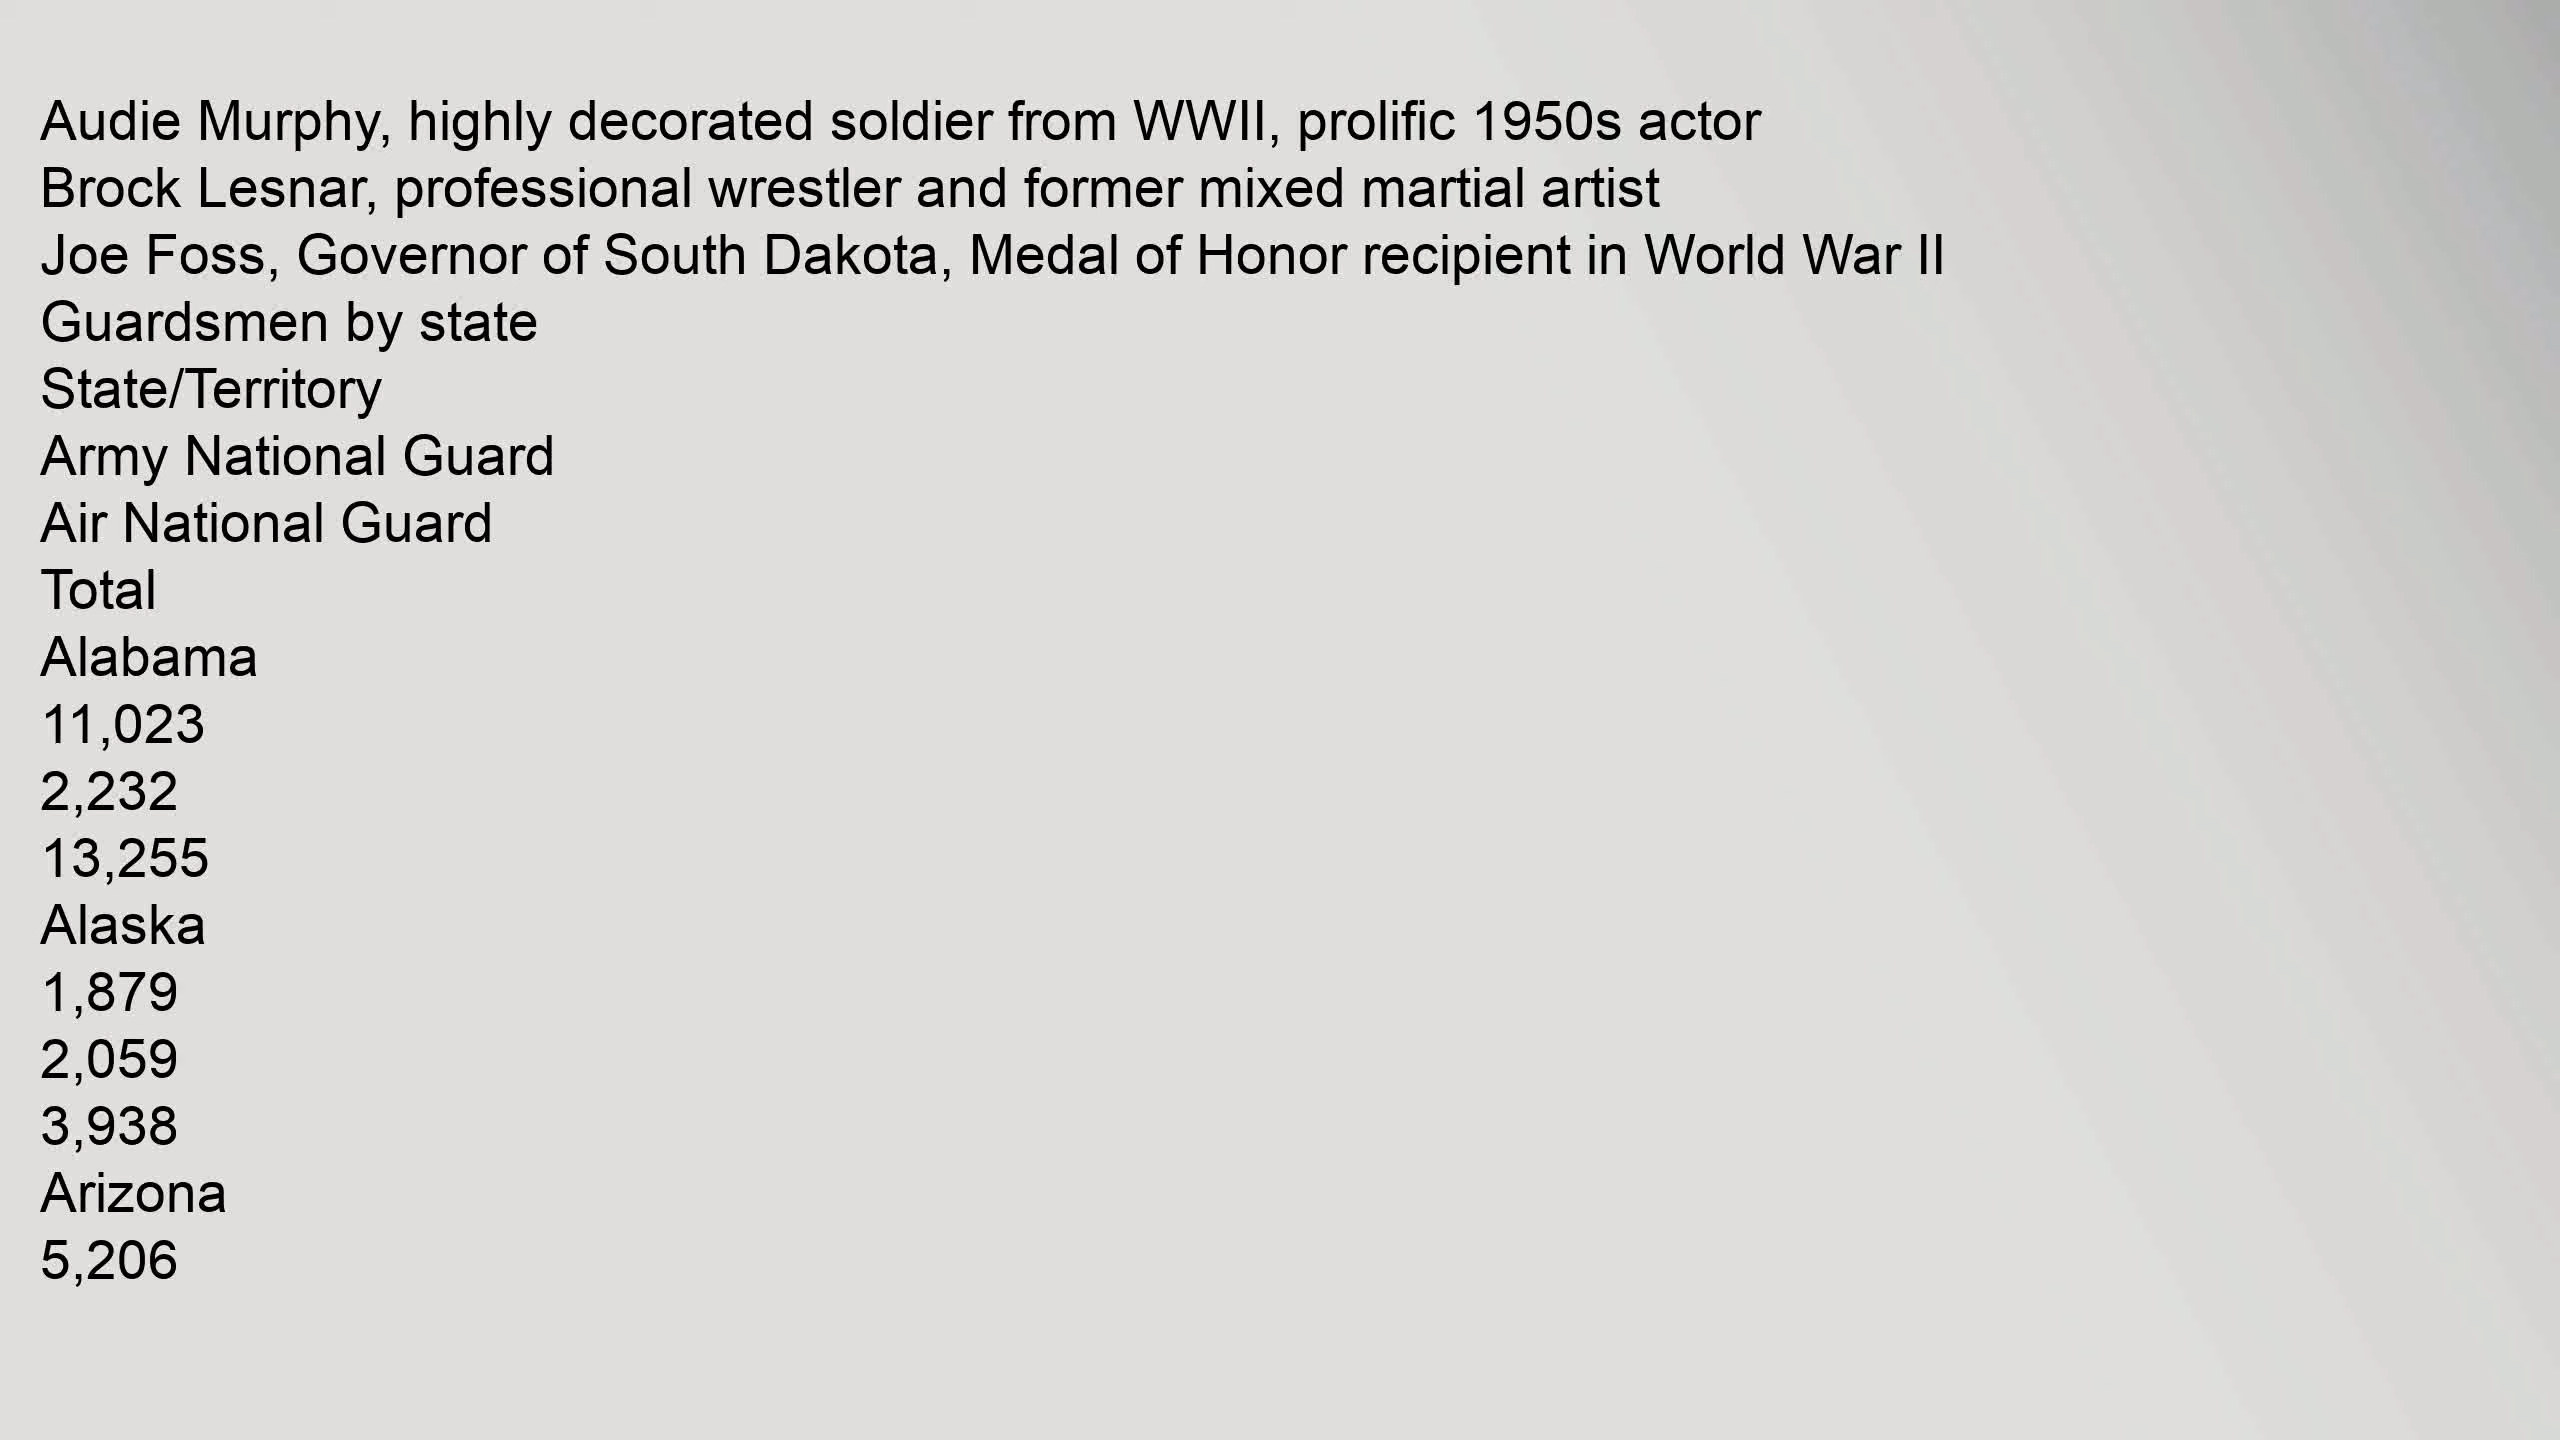 Audie Murphy, highly decorated soldier from WWII, prolific 1950s actor
Brock Lesnar, professional wrestler and former mixed martial artist
Joe Foss, Governor of South Dakota, Medal of Honor recipient in World War II
Guardsmen by state
State/Territory
Army National Guard
Air National Guard
Total
Alabama
11,023
2,232
13,255
Alaska
1,879
2,059
3,938
Arizona
5,206